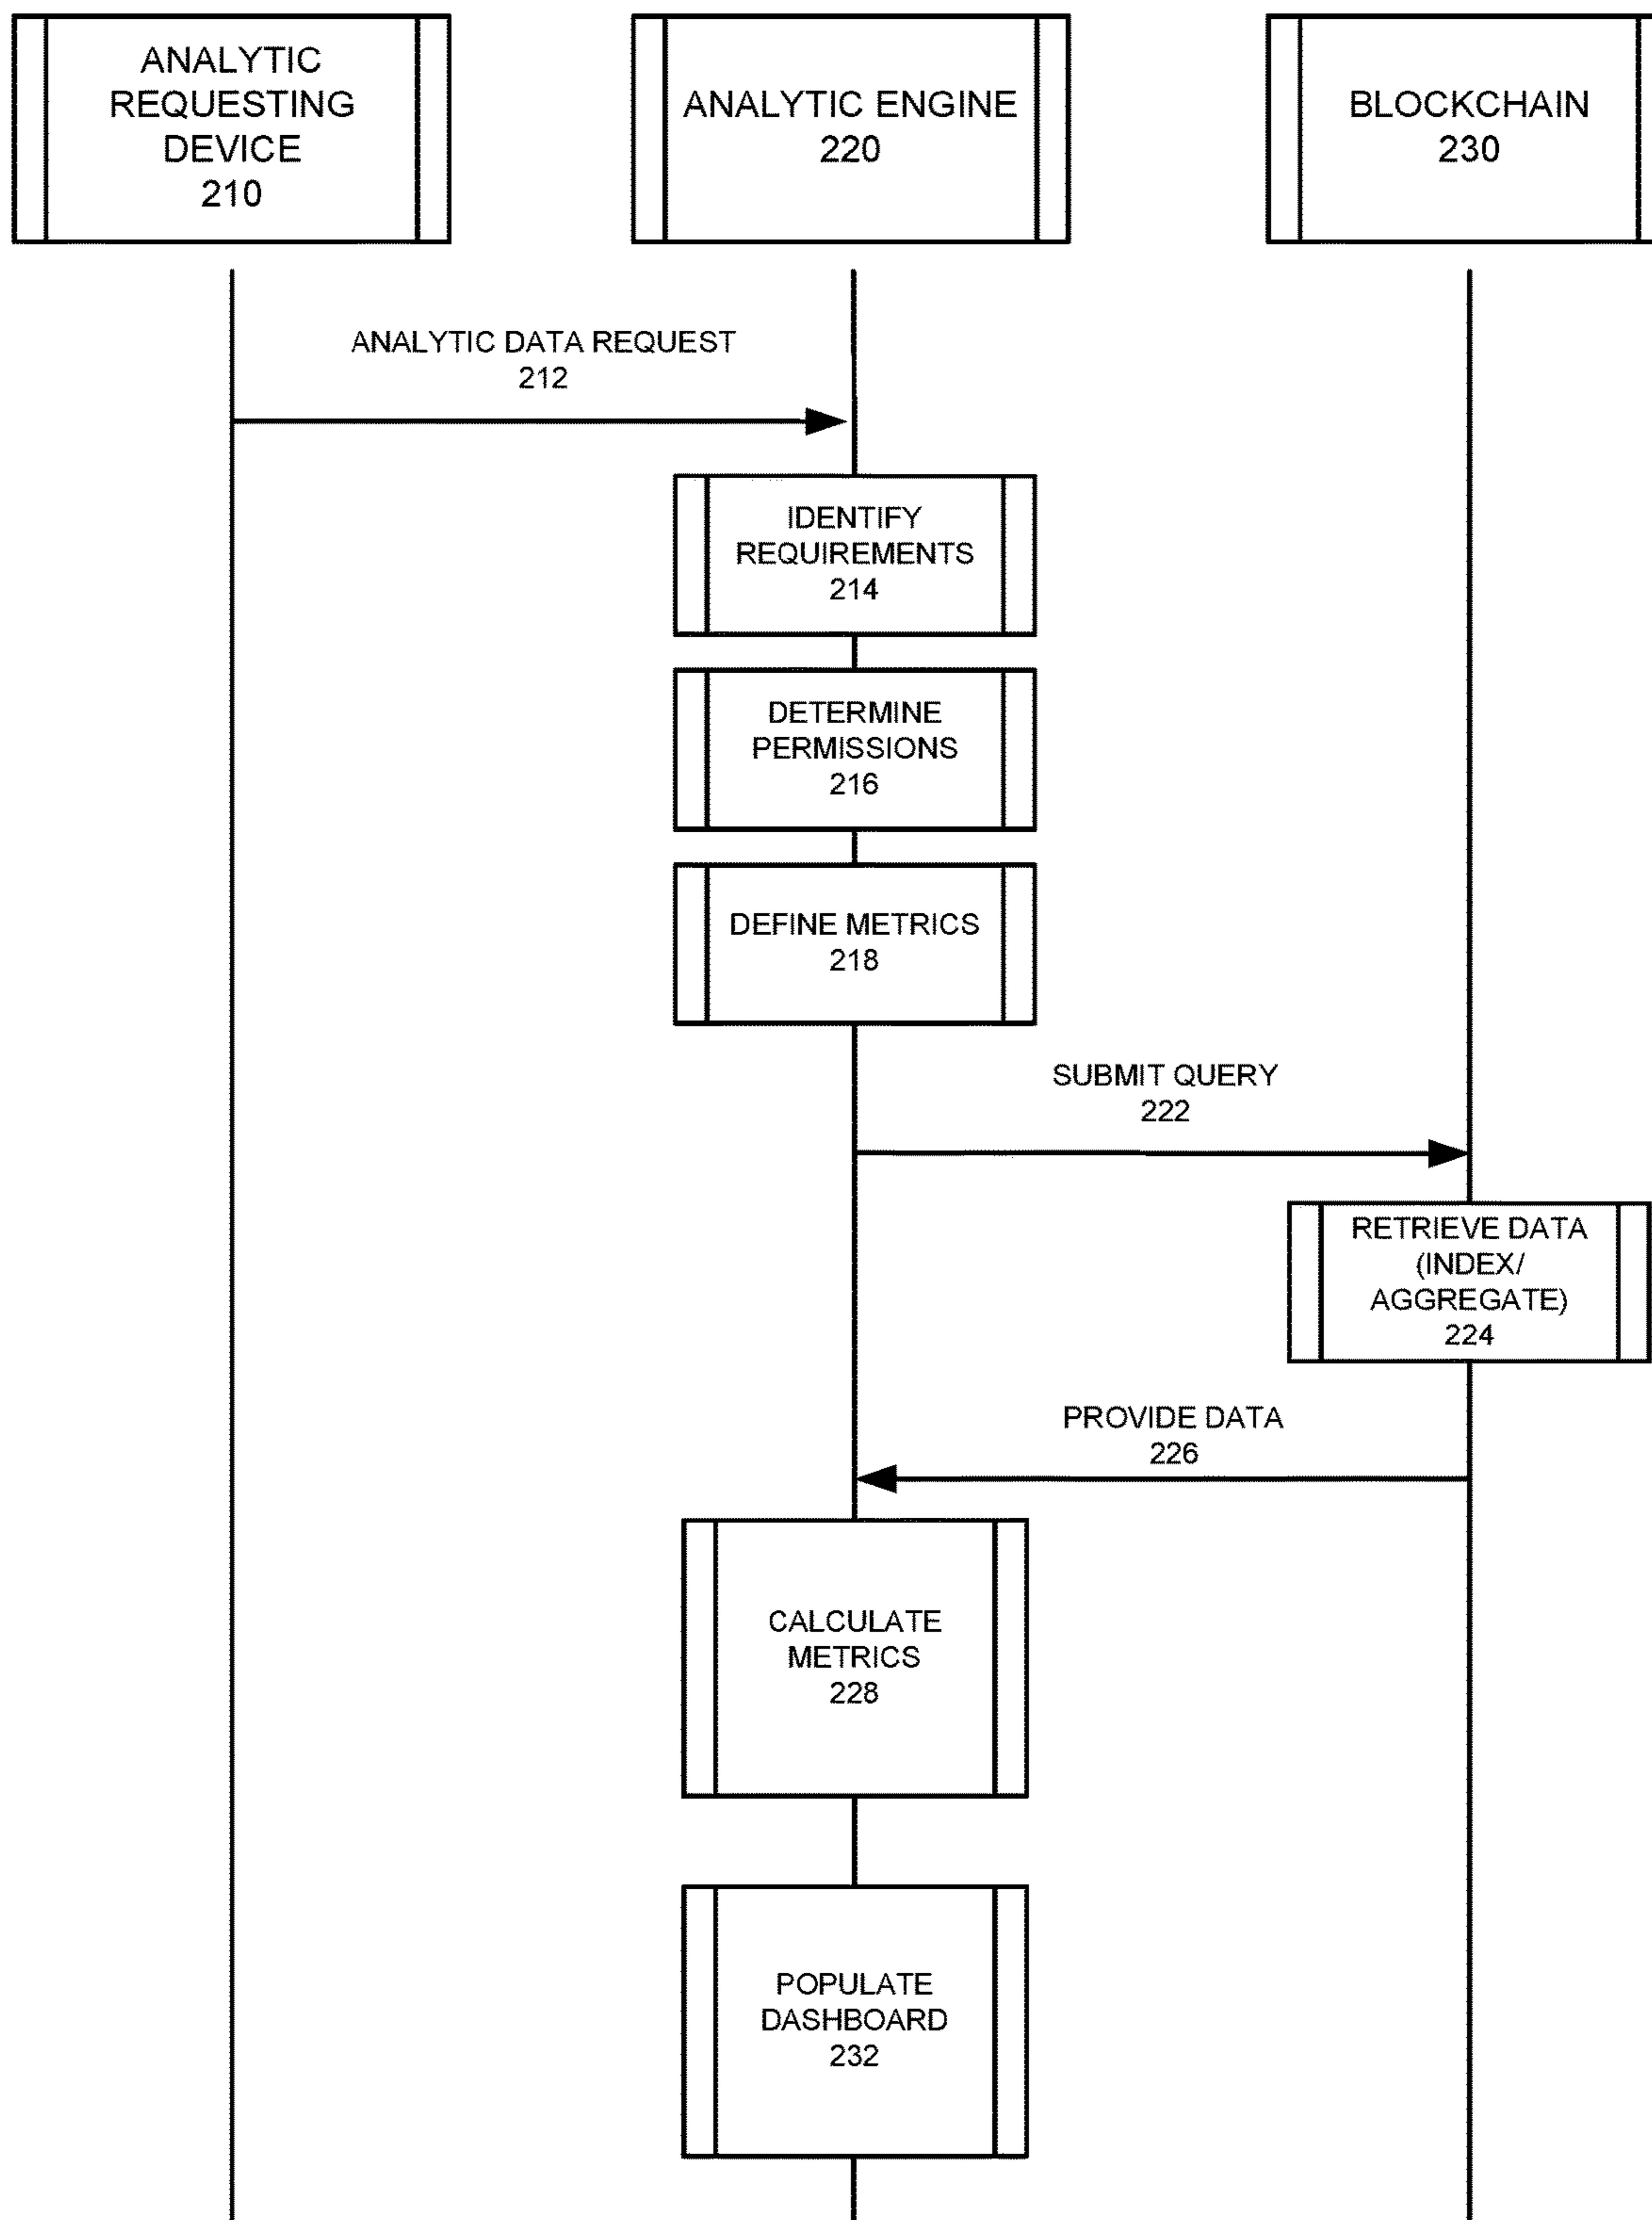 ANALYTIC
REQUESTING
DEVICE
210
ANALYTIC ENGINE
220
BLOCKCHAIN
230
ANALYTIC DATA REQUEST
212
IDENTIFY
REQUIREMENTS
214
DETERMINE
PERMISSIONS
216
DEFINE METRICS
218
SUBMIT QUERY
222
RETRIEVE DATA
(INDEX/
AGGREGATE)
224
PROVIDE DATA
226
CALCULATE
METRICS
228
POPULATE
DASHBOARD
232